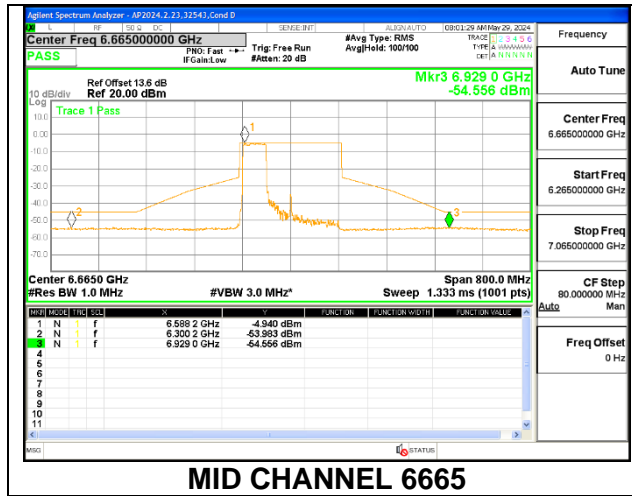 Agilent Spectrum Analyzer - AP2024.2.23,32543,Cond D
L RF 50 Ω DC SENSE:INT ALIGN AUTO 08:01:29 AM May 29, 2024
Center Freq 6.665000000 GHz #Avg Type: RMS TRACE 1 2 3 4 5 6
PASS PNO: Fast Trig: Free Run Avg|Hold: 100/100 TYPE A
IFGain:Low #Atten: 20 dB DET A N N N N N
Ref Offset 13.6 dB Mkr3 6.929 0 GHz
10 dB/div Ref 20.00 dBm -54.556 dBm
Log
Trace 1 Pass
10.0
0.00
-10.0
-20.0
-30.0
-40.0
-50.0
-60.0
-70.0
1
2
3
Center 6.6650 GHz Span 800.0 MHz
#Res BW 1.0 MHz #VBW 3.0 MHz* Sweep 1.333 ms (1001 pts)
MKR MODE TRC SCL X Y FUNCTION FUNCTION WIDTH FUNCTION VALUE
1 N 1 f 6.588 2 GHz -4.940 dBm
2 N 1 f 6.300 2 GHz -53.983 dBm
3 N 1 f 6.929 0 GHz -54.556 dBm
4
5
6
7
8
9
10
11
MSG STATUS
Frequency
Auto Tune
Center Freq
6.665000000 GHz
Start Freq
6.265000000 GHz
Stop Freq
7.065000000 GHz
CF Step
80.000000 MHz
Auto Man
Freq Offset
0 Hz
MID CHANNEL 6665